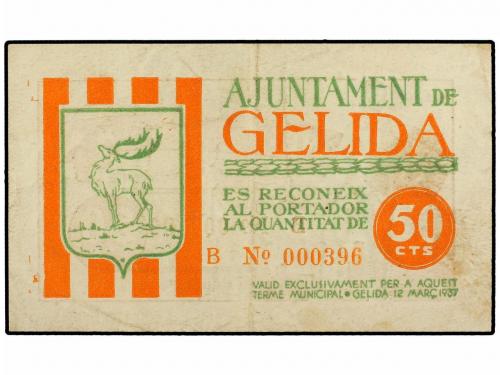 AJUNTAMENT DE
GELIDA
ES RECONEIX
AL PORTADOR
LA QUANTITAT DE
50
CTS
B Nº 000396
VALID EXCLUSIVAMENT PER A AQUEST
TERME MUNICIPAL • GELIDA 12 MARÇ 1937